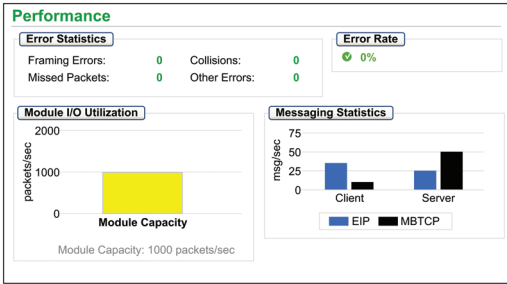 Performance
Error Statistics
Framing Errors: 0 Collisions: 0
Missed Packets: 0 Other Errors: 0
Error Rate
0%
Module I/O Utilization
packets/sec
2000
1000
0
Module Capacity
Module Capacity: 1000 packets/sec
Messaging Statistics
msg/sec
75
50
25
0
Client Server
EIP MBTCP